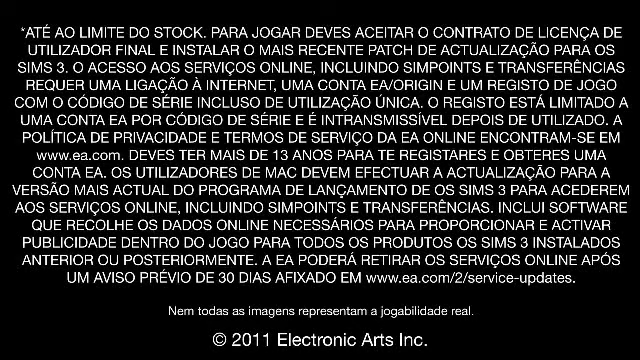 *ATÉ AO LIMITE DO STOCK. PARA JOGAR DEVES ACEITAR O CONTRATO DE LICENÇA DE
UTILIZADOR FINAL E INSTALAR O MAIS RECENTE PATCH DE ACTUALIZAÇÃO PARA OS
SIMS 3. O ACESSO AOS SERVIÇOS ONLINE, INCLUINDO SIMPOINTS E TRANSFERÊNCIAS
REQUER UMA LIGAÇÃO À INTERNET, UMA CONTA EA/ORIGIN E UM REGISTO DE JOGO
COM O CÓDIGO DE SÉRIE INCLUSO DE UTILIZAÇÃO ÚNICA. O REGISTO ESTÁ LIMITADO A
UMA CONTA EA POR CÓDIGO DE SÉRIE E É INTRANSMISSÍVEL DEPOIS DE UTILIZADO. A
POLÍTICA DE PRIVACIDADE E TERMOS DE SERVIÇO DA EA ONLINE ENCONTRAM-SE EM
www.ea.com. DEVES TER MAIS DE 13 ANOS PARA TE REGISTARES E OBTERES UMA
CONTA EA. OS UTILIZADORES DE MAC DEVEM EFECTUAR A ACTUALIZAÇÃO PARA A
VERSÃO MAIS ACTUAL DO PROGRAMA DE LANÇAMENTO DE OS SIMS 3 PARA ACEDEREM
AOS SERVIÇOS ONLINE, INCLUINDO SIMPOINTS E TRANSFERÊNCIAS. INCLUI SOFTWARE
QUE RECOLHE OS DADOS ONLINE NECESSÁRIOS PARA PROPORCIONAR E ACTIVAR
PUBLICIDADE DENTRO DO JOGO PARA TODOS OS PRODUTOS OS SIMS 3 INSTALADOS
ANTERIOR OU POSTERIORMENTE. A EA PODERÁ RETIRAR OS SERVIÇOS ONLINE APÓS
UM AVISO PRÉVIO DE 30 DIAS AFIXADO EM www.ea.com/2/service-updates.
Nem todas as imagens representam a jogabilidade real.
© 2011 Electronic Arts Inc.